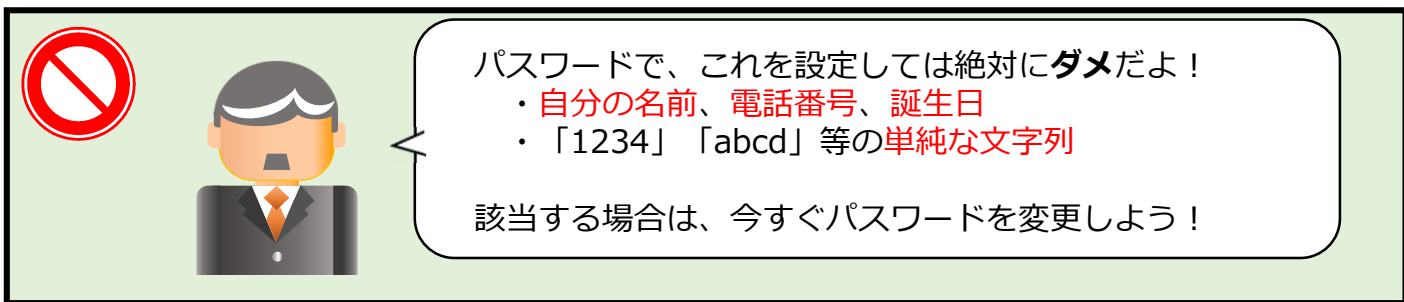 パスワードで、これを設定しては絶対にダメだよ！
・自分の名前、電話番号、誕生日
・「1234」「abcd」等の単純な文字列
該当する場合は、今すぐパスワードを変更しよう！